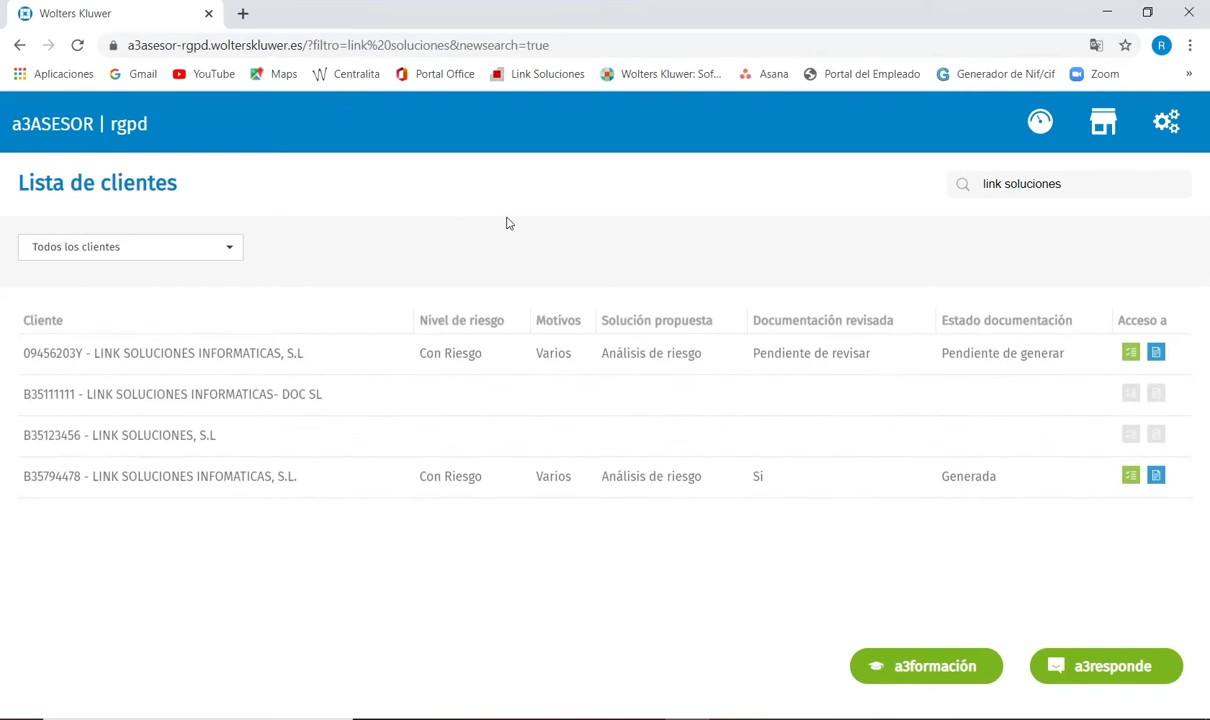 Wolters Kluwer
a3asesor-rgpd.wolterskluwer.es/?filtro=link%20soluciones&newsearch=true
R
Aplicaciones Gmail YouTube Maps Centralita Portal Office Link Soluciones Wolters Kluwer: Sof... Asana Portal del Empleado Generador de Nif/cif Zoom »
a3ASESOR | rgpd
Lista de clientes
link soluciones
Todos los clientes
Cliente Nivel de riesgo Motivos Solución propuesta Documentación revisada Estado documentación Acceso a
09456203Y - LINK SOLUCIONES INFORMATICAS, S.L Con Riesgo Varios Análisis de riesgo Pendiente de revisar Pendiente de generar
B35111111 - LINK SOLUCIONES INFORMATICAS- DOC SL
B35123456 - LINK SOLUCIONES, S.L
B35794478 - LINK SOLUCIONES INFOMATICAS, S.L. Con Riesgo Varios Análisis de riesgo Si Generada
a3formación
a3responde